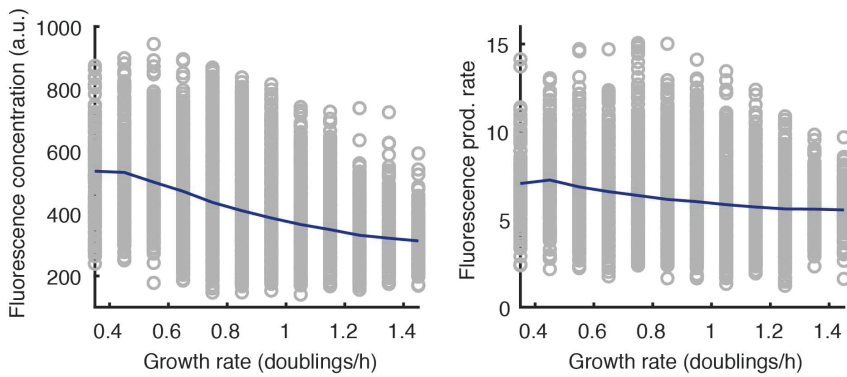 Fluorescence concentration (a.u.)
1000
800
600
400
200
0.4 0.6 0.8 1 1.2 1.4
Growth rate (doublings/h)
Fluorescence prod. rate
15
10
5
0
0.4 0.6 0.8 1 1.2 1.4
Growth rate (doublings/h)